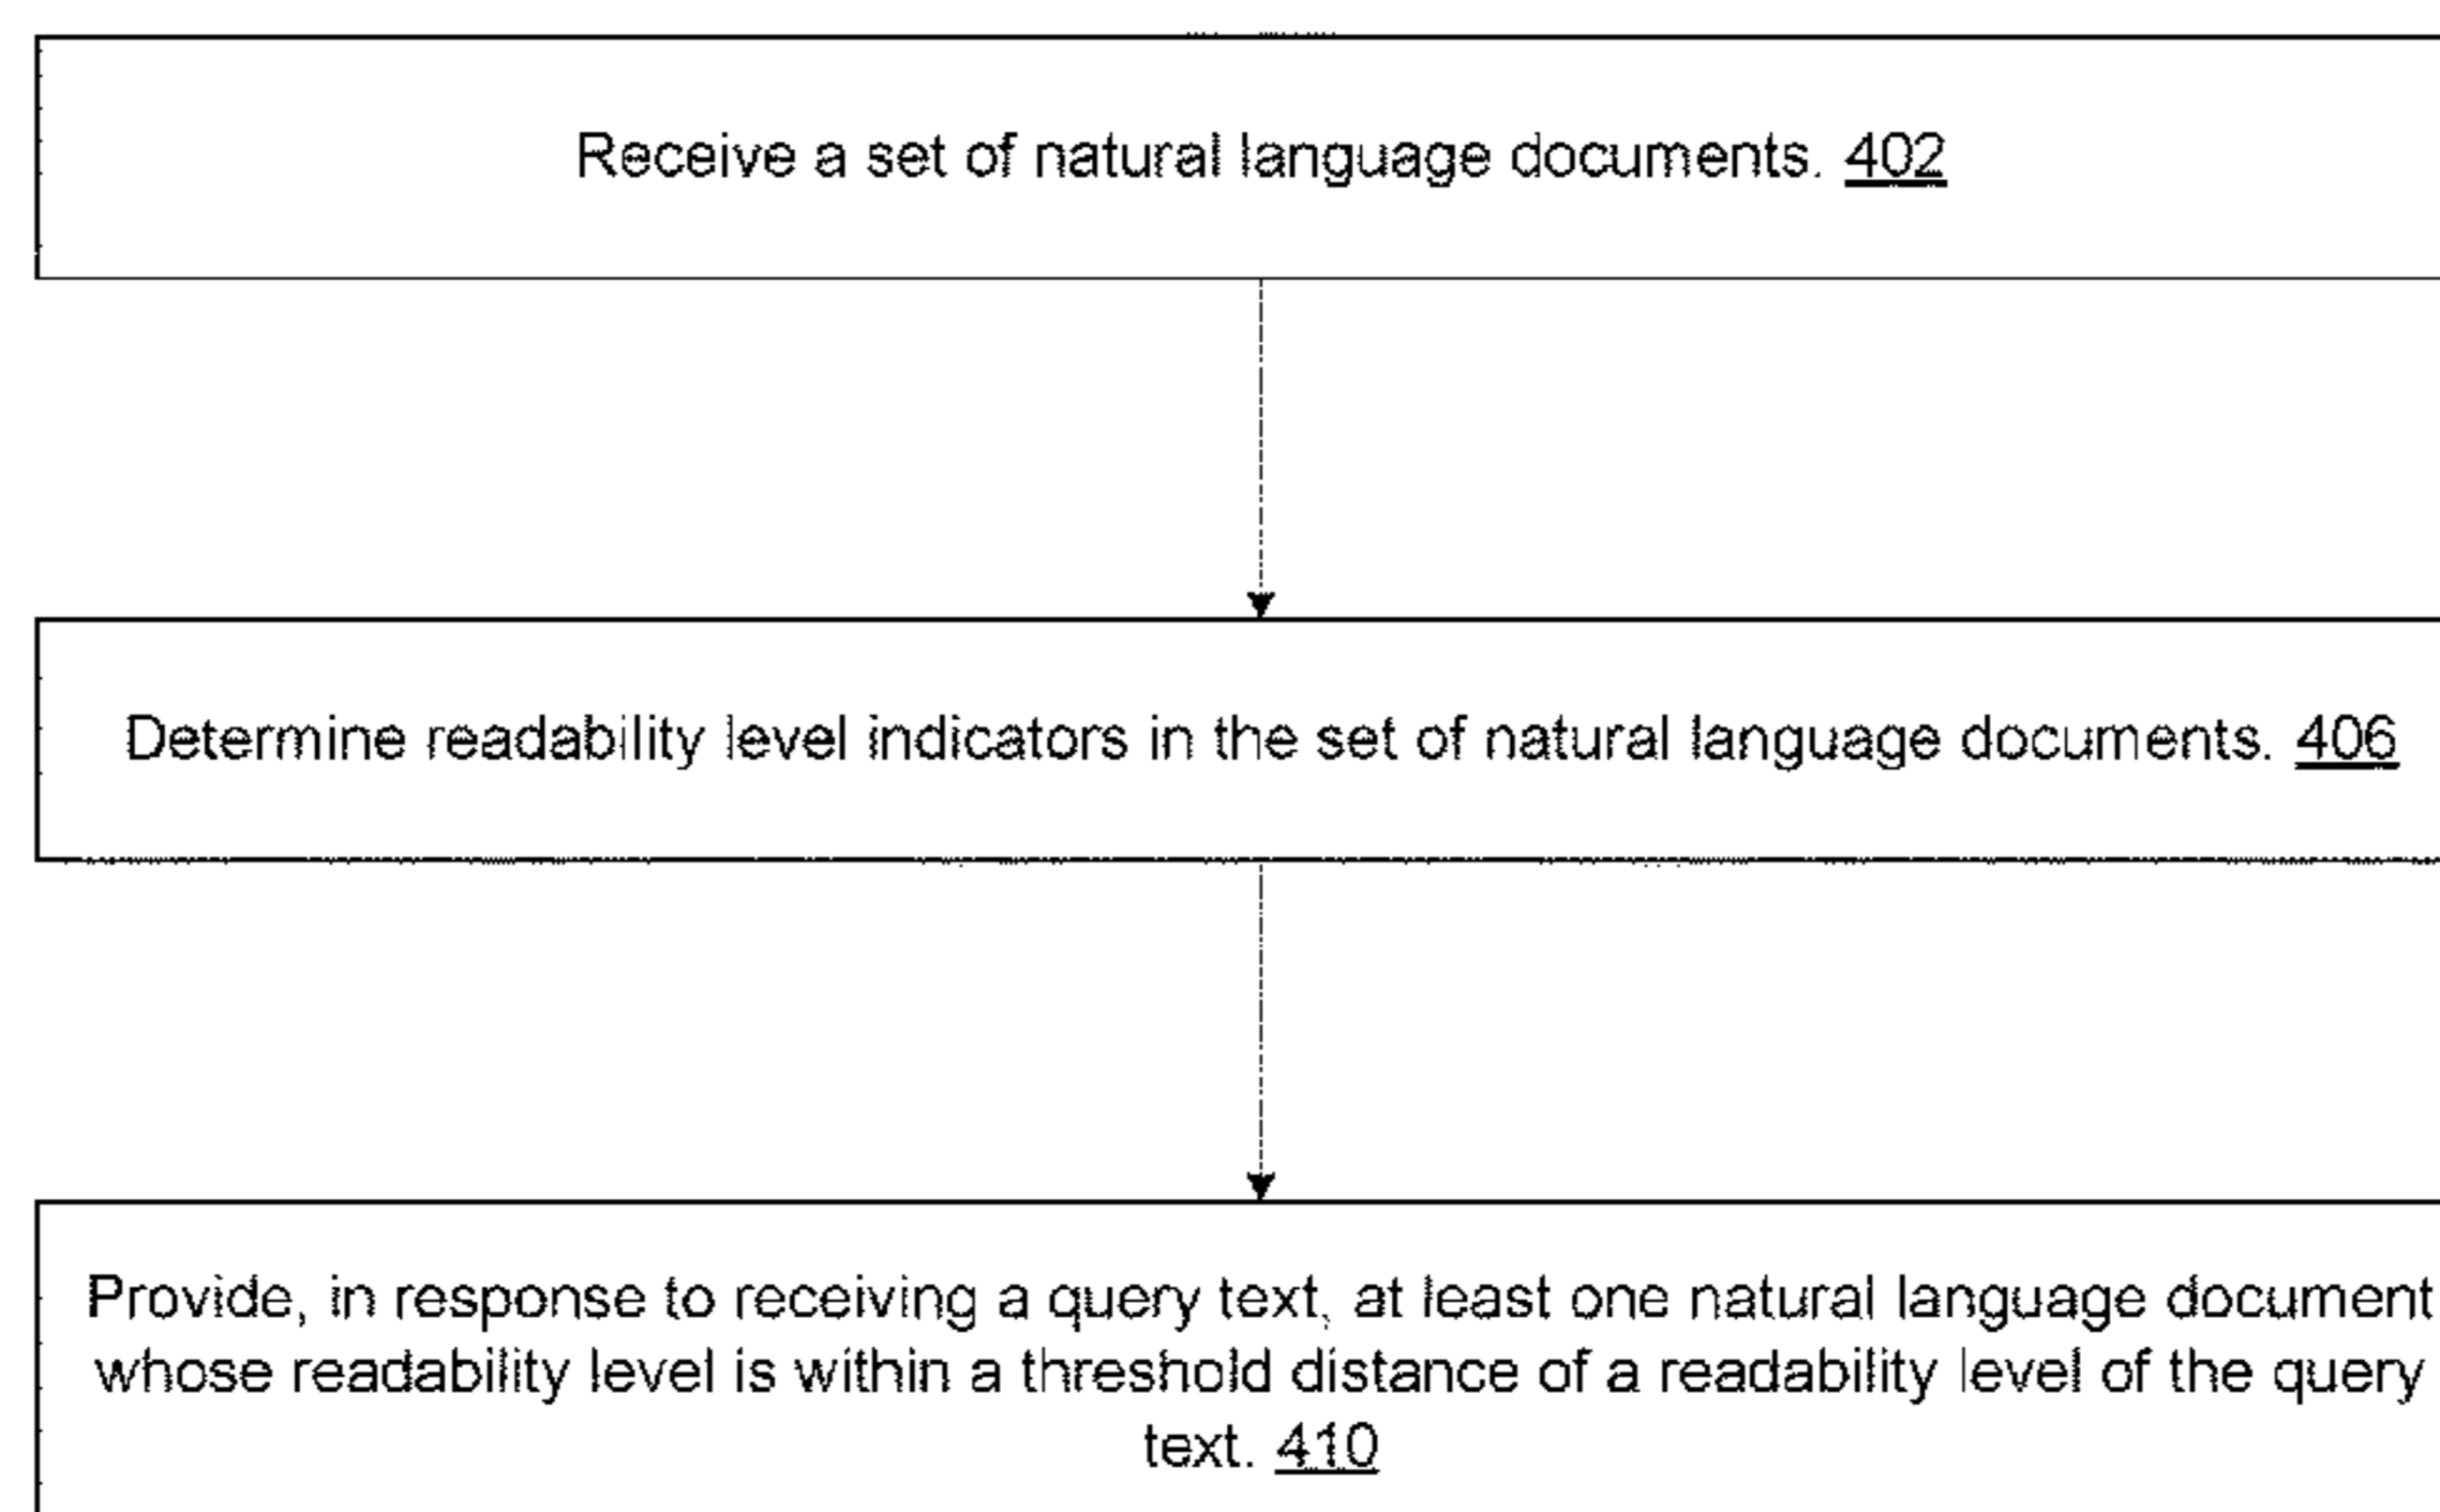 Receive a set of natural language documents. 402
Determine readability level indicators in the set of natural language documents. 406
Provide, in response to receiving a query text, at least one natural language document
whose readability level is within a threshold distance of a readability level of the query
text. 410